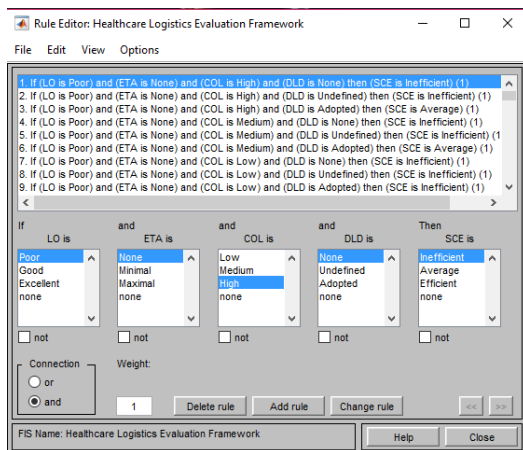 Rule Editor: Healthcare Logistics Evaluation Framework
File Edit View Options
1. If (LO is Poor) and (ETA is None) and (COL is High) and (DLD is None) then (SCE is Inefficient) (1)
2. If (LO is Poor) and (ETA is None) and (COL is High) and (DLD is Undefined) then (SCE is Inefficient) (1)
3. If (LO is Poor) and (ETA is None) and (COL is High) and (DLD is Adopted) then (SCE is Average) (1)
4. If (LO is Poor) and (ETA is None) and (COL is Medium) and (DLD is None) then (SCE is Inefficient) (1)
5. If (LO is Poor) and (ETA is None) and (COL is Medium) and (DLD is Undefined) then (SCE is Inefficient) (1
6. If (LO is Poor) and (ETA is None) and (COL is Medium) and (DLD is Adopted) then (SCE is Average) (1)
7. If (LO is Poor) and (ETA is None) and (COL is Low) and (DLD is None) then (SCE is Inefficient) (1)
8. If (LO is Poor) and (ETA is None) and (COL is Low) and (DLD is Undefined) then (SCE is Inefficient) (1)
9. If (LO is Poor) and (ETA is None) and (COL is Low) and (DLD is Adopted) then (SCE is Inefficient) (1)
If and and and Then
LO is ETA is COL is DLD is SCE is
Poor None Low None Inefficient
Good Minimal Medium Undefined Average
Excellent Maximal High Adopted Efficient
none none none none none
not not not not not
Connection Weight:
or
and 1 Delete rule Add rule Change rule << >>
FIS Name: Healthcare Logistics Evaluation Framework Help Close